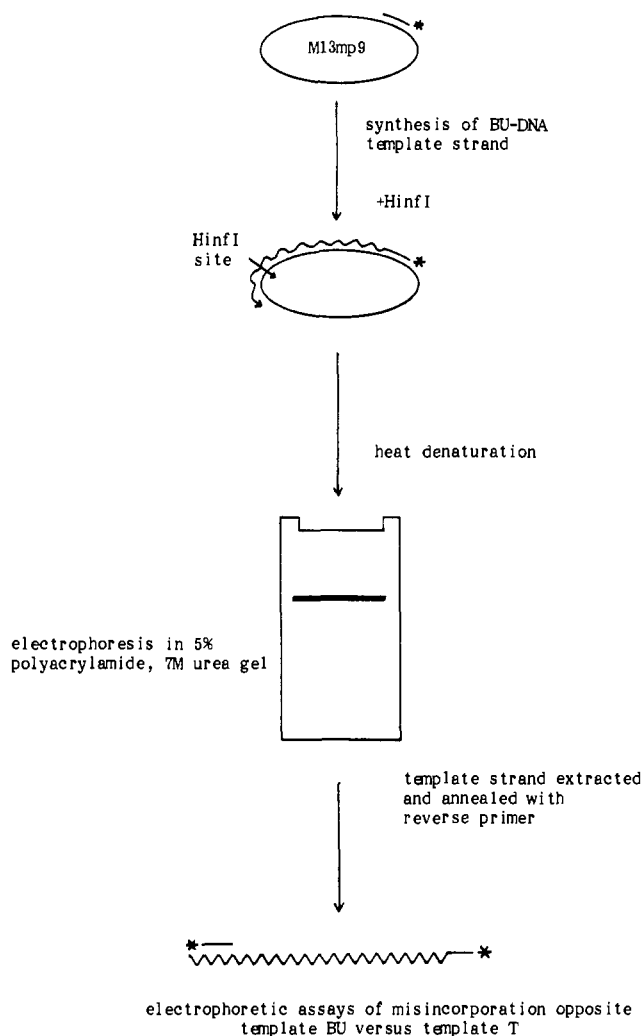 *
M13mp9
synthesis of BU-DNA
template strand
+HinfI
HinfI
site
*
heat denaturation
electrophoresis in 5%
polyacrylamide, 7M urea gel
template strand extracted
and annealed with
reverse primer
* *
electrophoretic assays of misincorporation opposite
template BU versus template T